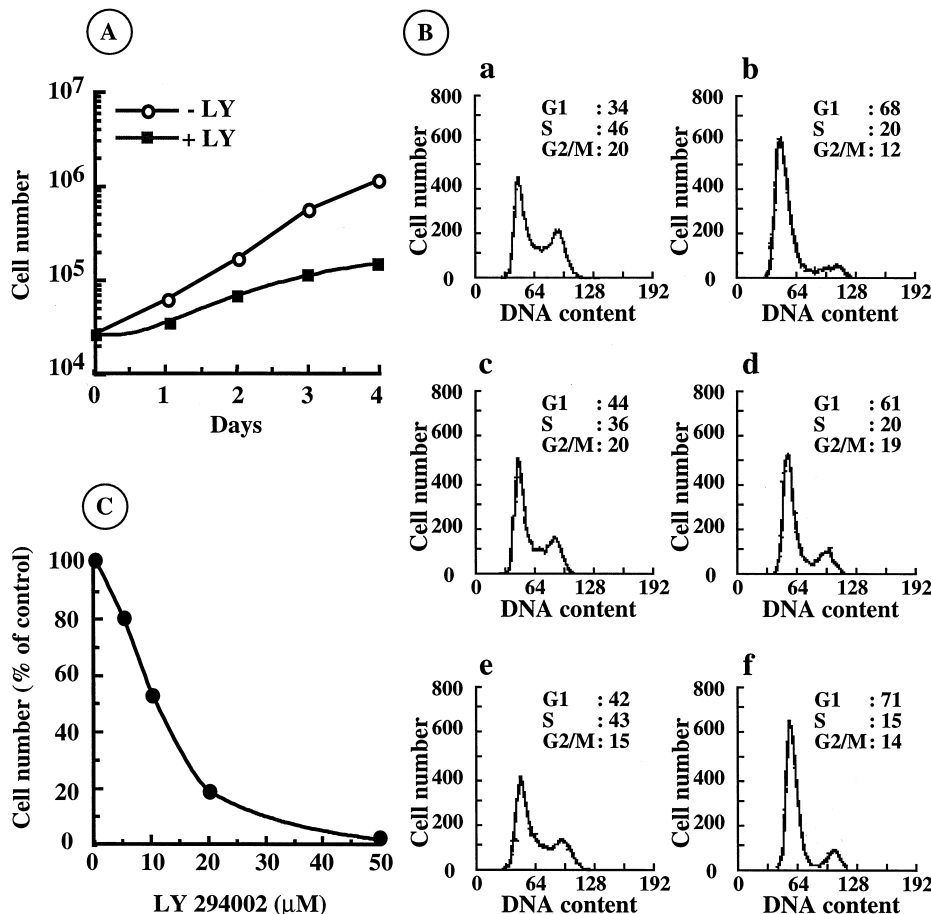 A
10^7
10^6
10^5
10^4
Cell number
- LY
+ LY
0 1 2 3 4
Days
B
a
800
600
400
200
0
Cell number
G1 : 34
S : 46
G2/M : 20
0 64 128 192
DNA content
b
800
600
400
200
0
Cell number
G1 : 68
S : 20
G2/M : 12
0 64 128 192
DNA content
c
800
600
400
200
0
Cell number
G1 : 44
S : 36
G2/M : 20
0 64 128 192
DNA content
d
800
600
400
200
0
Cell number
G1 : 61
S : 20
G2/M : 19
0 64 128 192
DNA content
C
100
80
60
40
20
0
Cell number (% of control)
0 10 20 30 40 50
LY 294002 (μM)
e
800
600
400
200
0
Cell number
G1 : 42
S : 43
G2/M : 15
0 64 128 192
DNA content
f
800
600
400
200
0
Cell number
G1 : 71
S : 15
G2/M : 14
0 64 128 192
DNA content